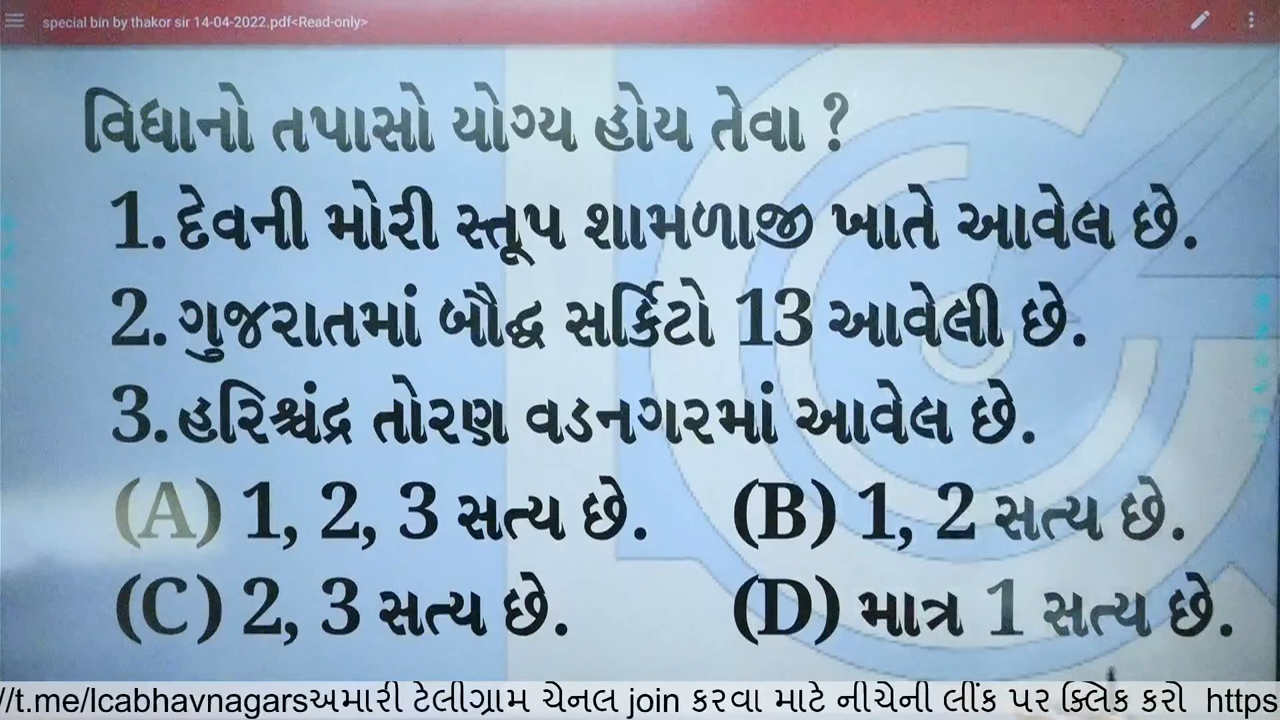 special bin by thakor sir 14-04-2022.pdf<Read-only>
વિધાનો તપાસો યોગ્ય હોય તેવા ?
1. દેવની મોરી સ્તૂપ શામળાજી ખાતે આવેલ છે.
2. ગુજરાતમાં બૌદ્ધ સર્કિટો 13 આવેલી છે.
3. હરિશ્ચંદ્ર તોરણ વડનગરમાં આવેલ છે.
(A) 1, 2, 3 સત્ય છે. (B) 1, 2 સત્ય છે.
(C) 2, 3 સત્ય છે. (D) માત્ર 1 સત્ય છે.
//t.me/lcabhavnagarsઅમારી ટેલીગ્રામ ચેનલ join કરવા માટે નીચેની લીંક પર ક્લિક કરો https